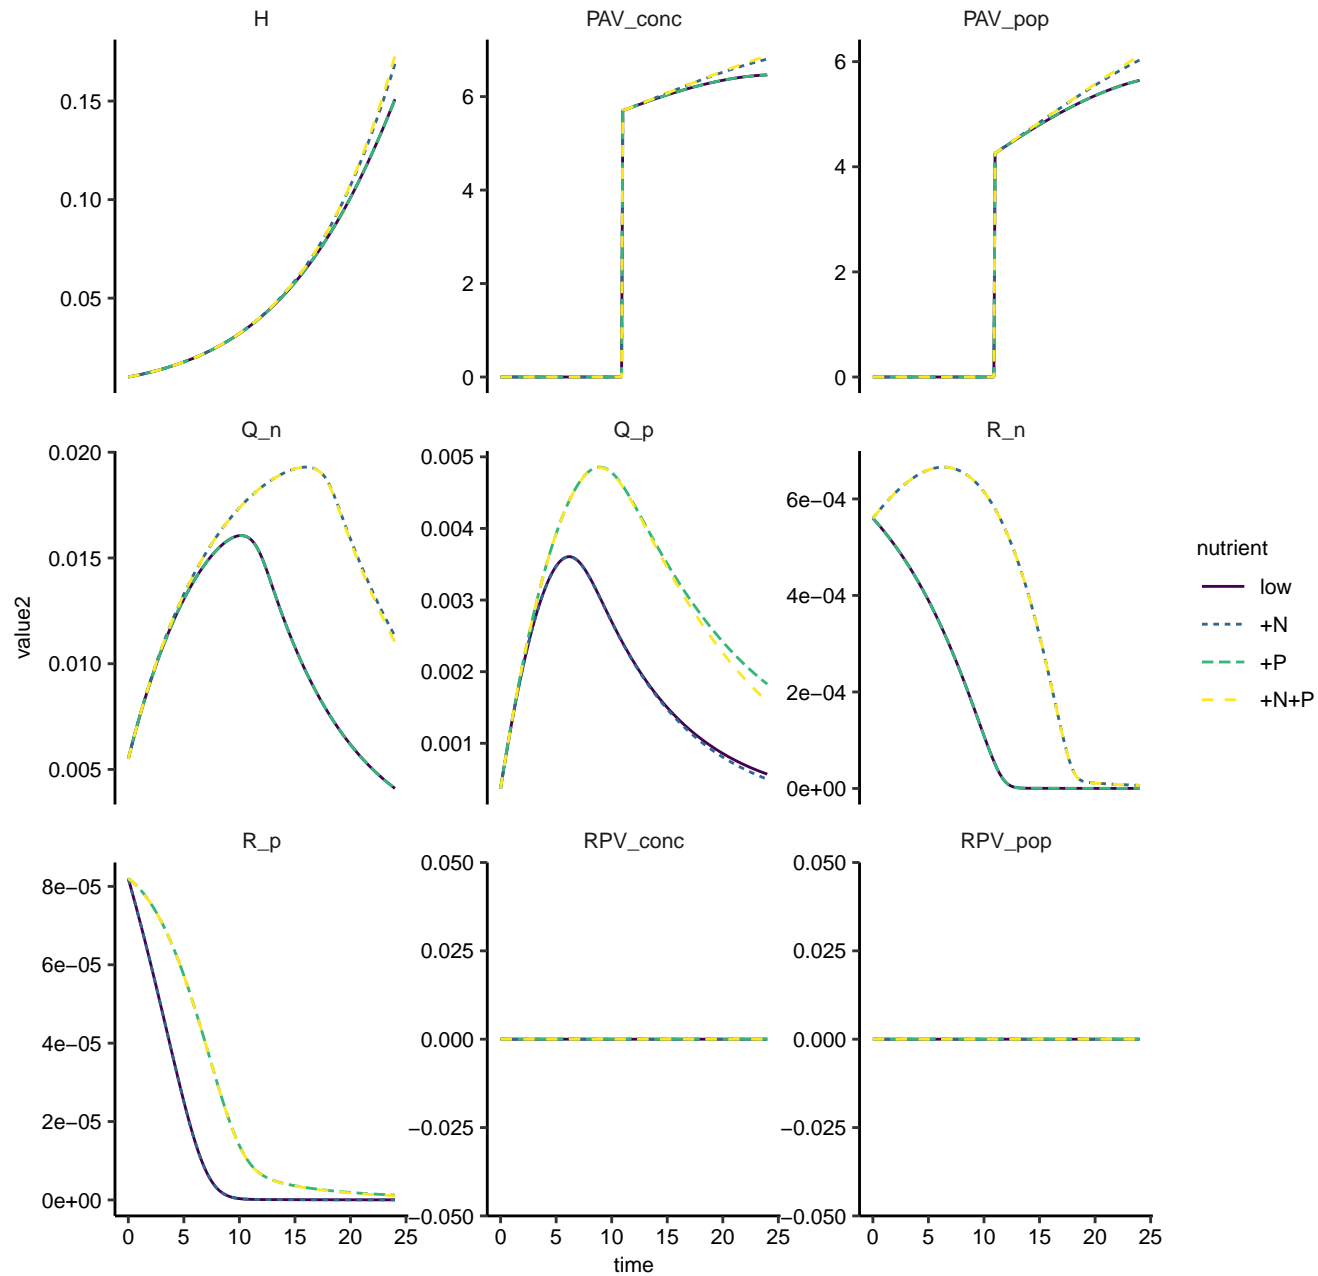 H PAV_conc PAV_pop
0.15
0.10
0.05
6
4
2
0
6
4
2
0
Q_n Q_p R_n
0.020
0.015
0.010
0.005
0.005
0.004
0.003
0.002
0.001
6e−04
4e−04
2e−04
0e+00
R_p RPV_conc RPV_pop
8e−05
6e−05
4e−05
2e−05
0e+00
0.050
0.025
0.000
−0.025
−0.050
0.050
0.025
0.000
−0.025
−0.050
0 5 10 15 20 25
0 5 10 15 20 25
0 5 10 15 20 25
time
value2
nutrient
low
+N
+P
+N+P